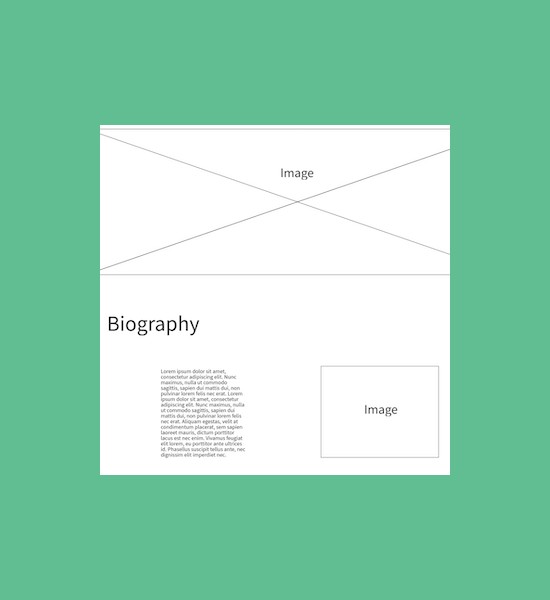 Image
Biography
Lorem ipsum dolor sit amet,
consectetur adipiscing elit. Nunc
maximus, nulla ut commodo
sagittis, sapien dui mattis dui, non
pulvinar lorem felis nec erat. Lorem
ipsum dolor sit amet, consectetur
adipiscing elit. Nunc maximus, nulla
ut commodo sagittis, sapien dui
mattis dui, non pulvinar lorem felis
nec erat. Aliquam egestas, velit at
condimentum placerat, sem sapien
laoreet mauris, dictum porttitor
lacus est nec enim. Vivamus feugiat
elit lorem, eu porttitor ante ultrices
id. Phasellus suscipit tellus ante, nec
dignissim elit imperdiet nec.
Image